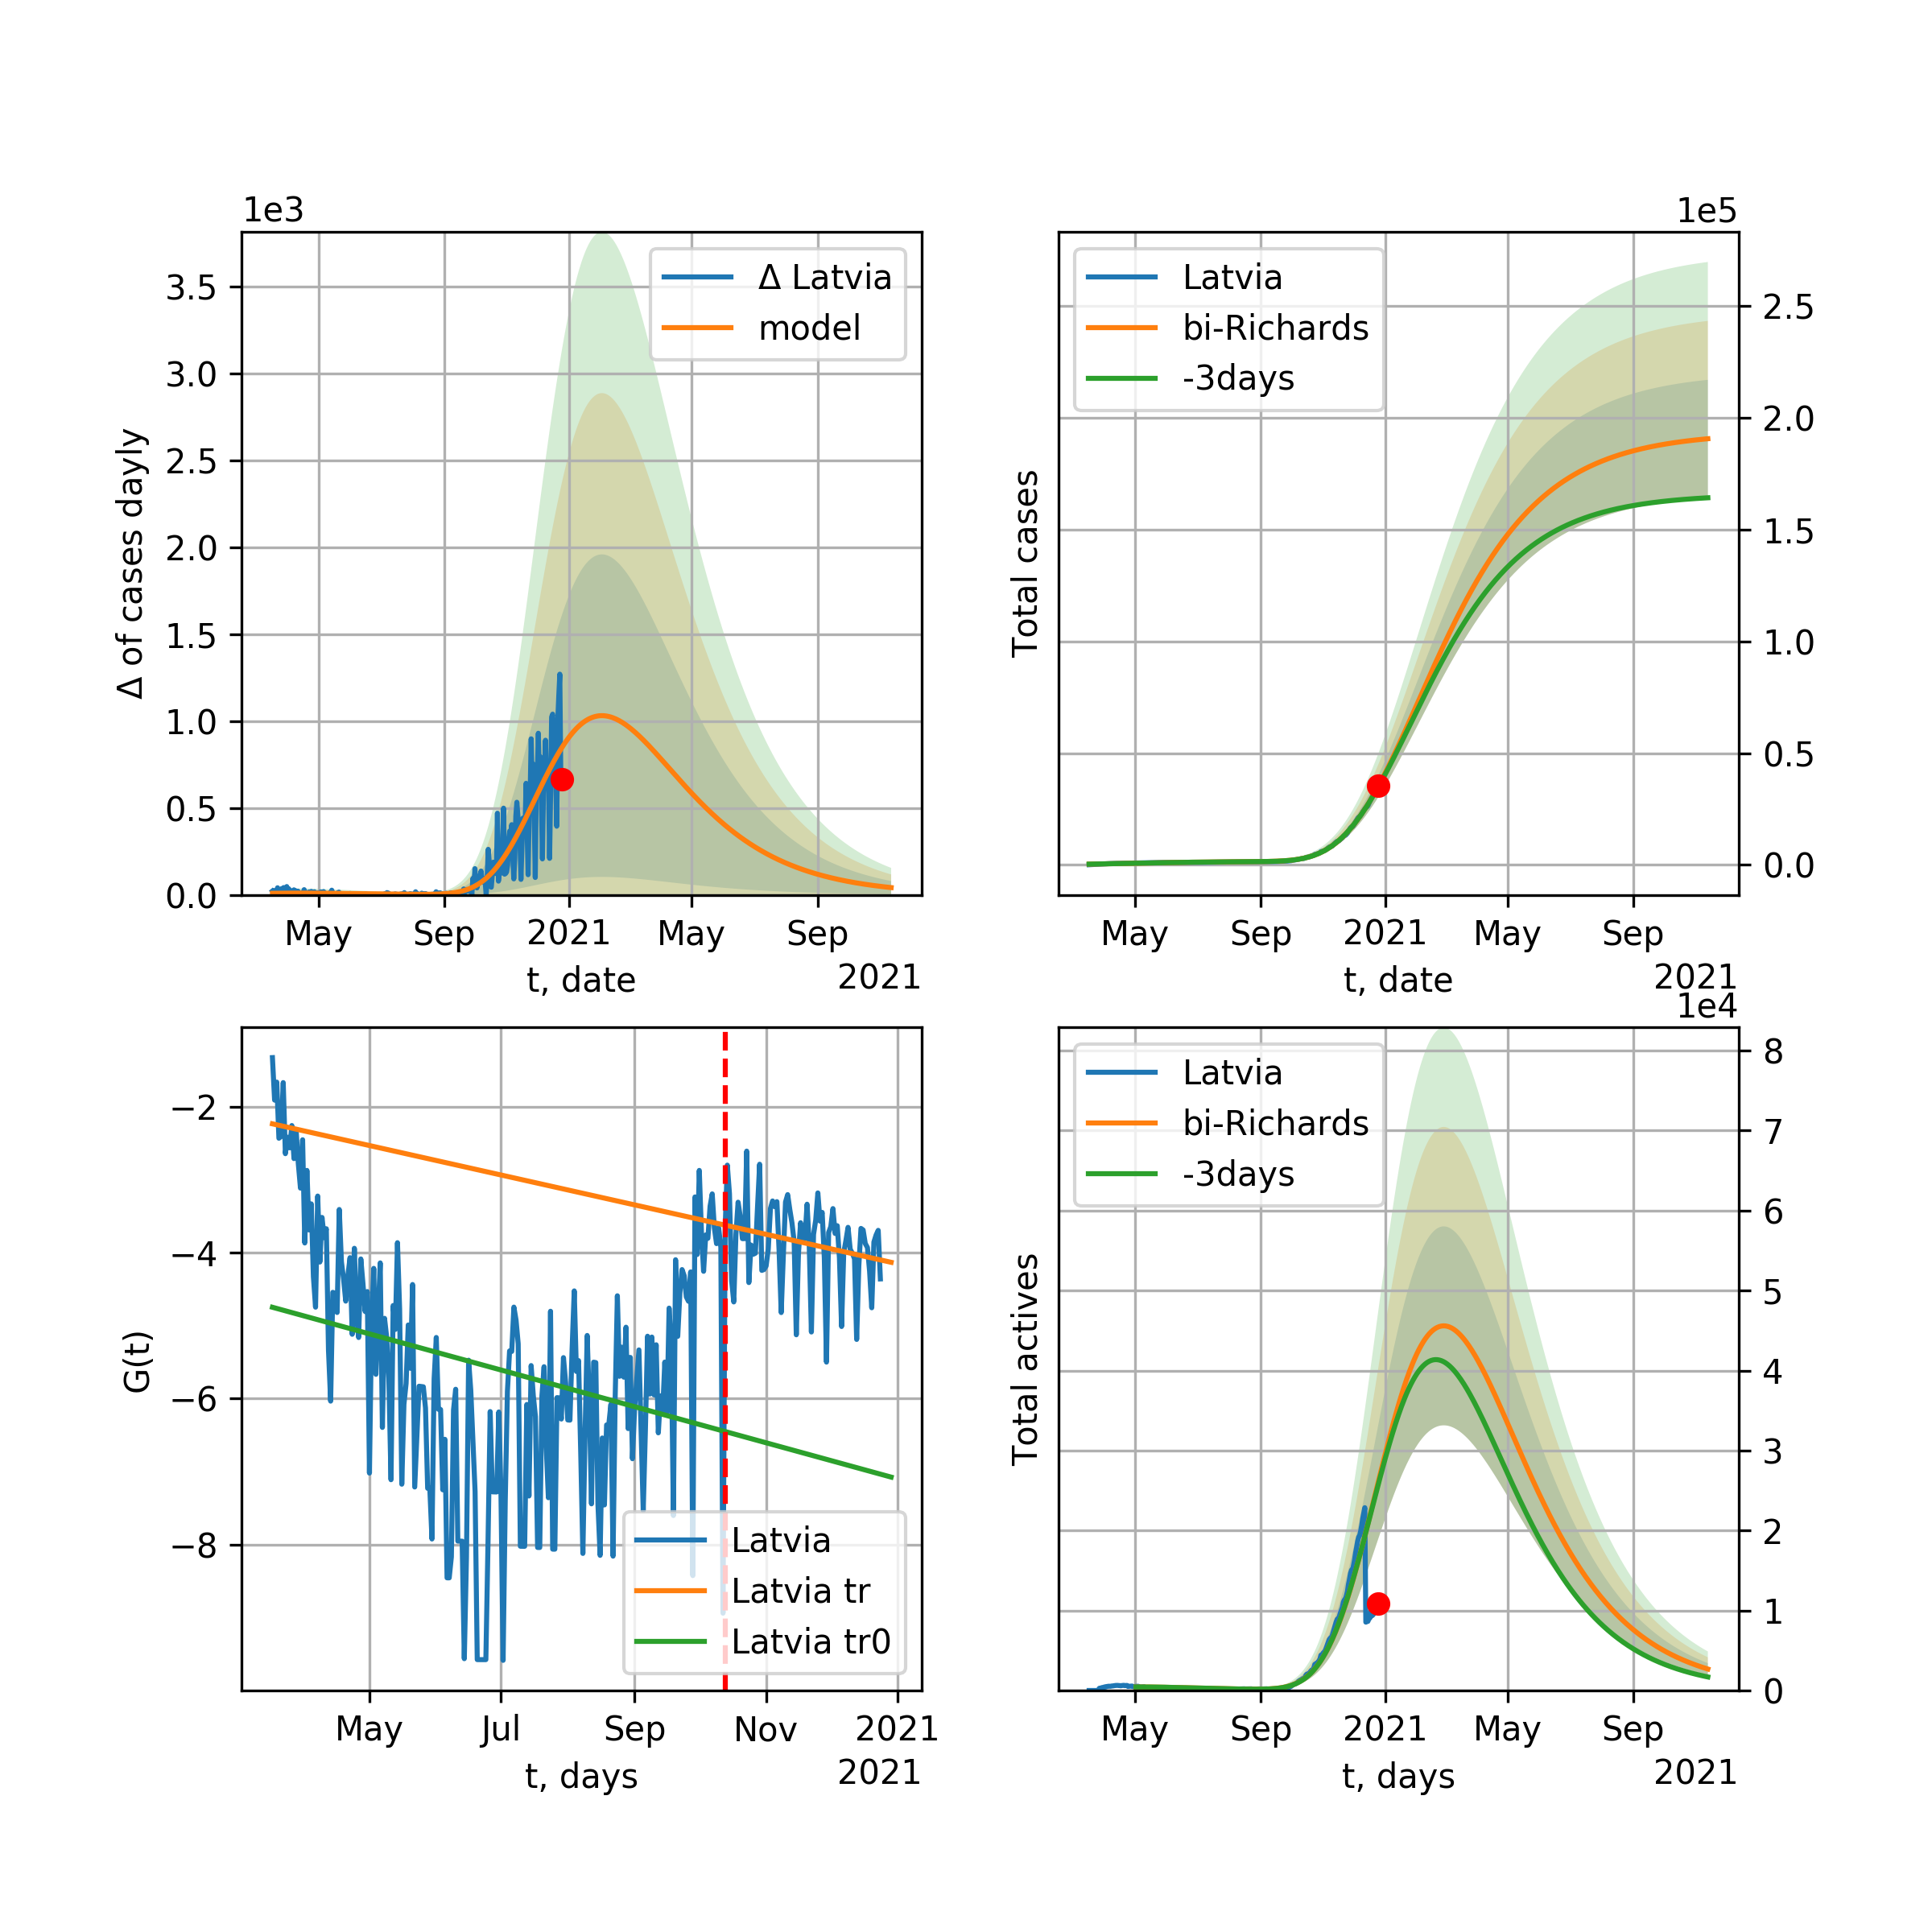 1e3
Δ of cases dayly
3.5
3.0
2.5
2.0
1.5
1.0
0.5
0.0
Δ Latvia
model
May Sep 2021 May Sep
t, date
2021
1e5
Total cases
Latvia
bi-Richards
-3days
2.5
2.0
1.5
1.0
0.5
0.0
May Sep 2021 May Sep
t, date
2021
G(t)
−2
−4
−6
−8
Latvia
Latvia tr
Latvia tr0
May Jul Sep Nov 2021
t, days
2021
1e4
Total actives
Latvia
bi-Richards
-3days
8
7
6
5
4
3
2
1
0
May Sep 2021 May Sep
t, days
2021